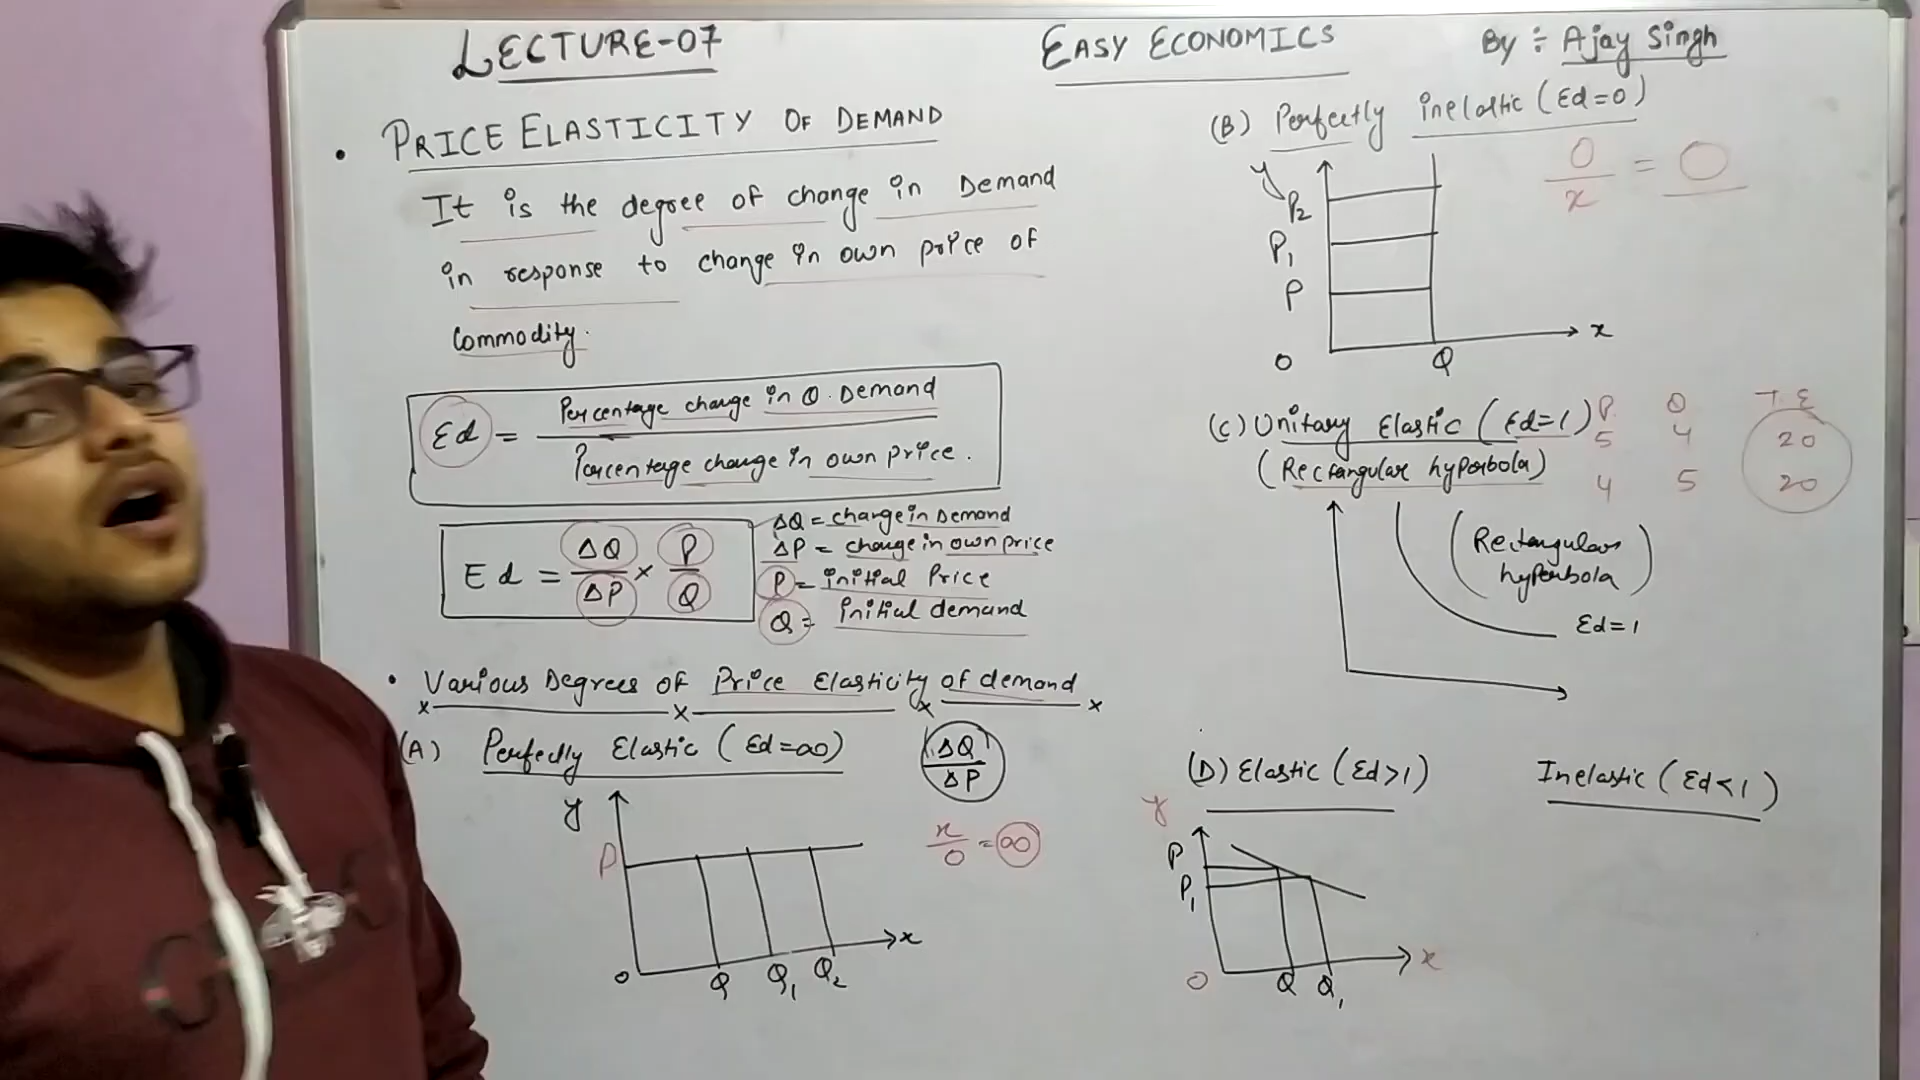 LECTURE-07
EASY ECONOMICS
By : Ajay Singh
• PRICE ELASTICITY OF DEMAND
It is the degree of change in Demand
in response to change in own price of
Commodity.
Ed = Percentage change in Q. Demand
Percentage change in own price.
Ed = ΔQ/ΔP × P/Q
ΔQ = change in Demand
ΔP = change in own price
P = initial Price
Q = initial demand
• Various Degrees of Price Elasticity of demand
x x x x
(A) Perfectly Elastic (Ed=∞)
ΔQ
ΔP
x/0 = ∞
y
P
O Q Q1 Q2 x
(B) Perfectly inelastic (Ed=0)
0/x = 0
y
P2
P1
P
O Q x
(C) Unitary Elastic (Ed=1)
(Rectangular hyperbola)
P. Q T.E
5 4 20
4 5 20
(Rectangular
hyperbola)
Ed=1
(D) Elastic (Ed>1)
Inelastic (Ed<1)
y
P
P1
O Q Q1 x